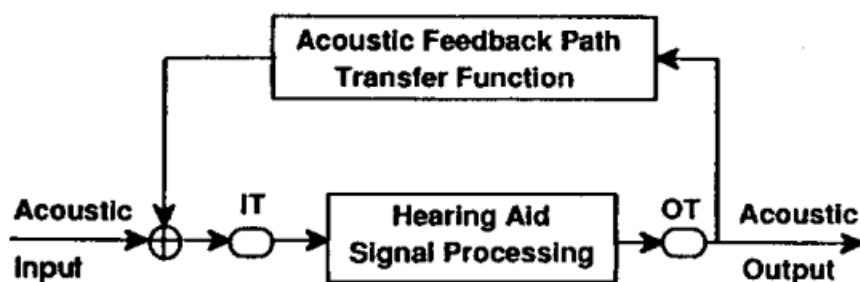 Acoustic Feedback Path
Transfer Function
Acoustic
Input
IT
Hearing Aid
Signal Processing
OT
Acoustic
Output